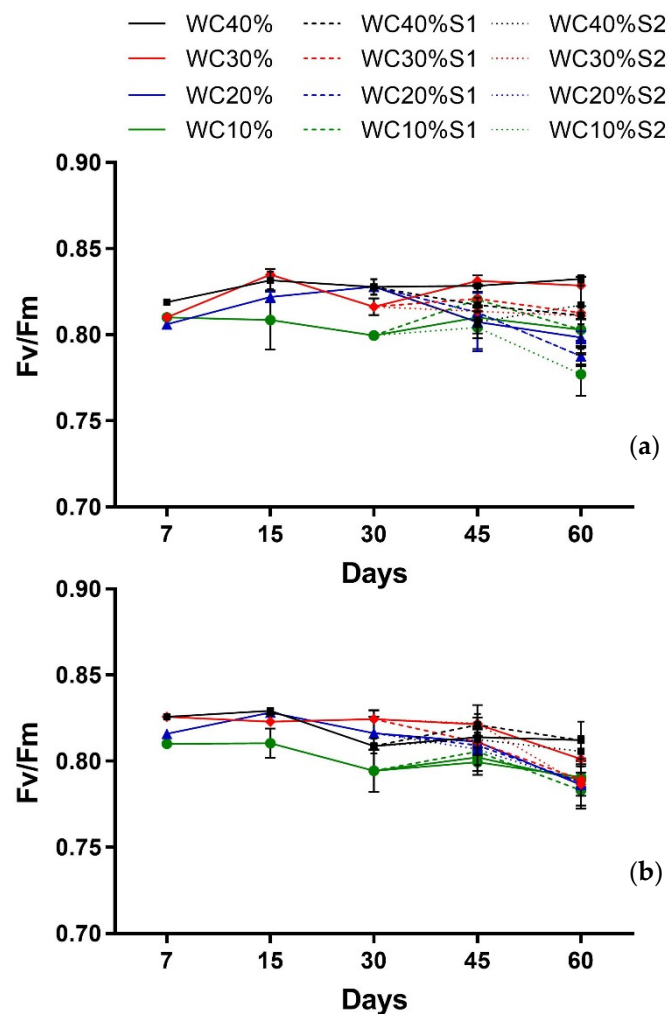 WC40% WC40%S1 WC40%S2
WC30% WC30%S1 WC30%S2
WC20% WC20%S1 WC20%S2
WC10% WC10%S1 WC10%S2
0.90
0.85
0.80
0.75
0.70
Fv/Fm
(a)
7 15 30 45 60
Days
0.90
0.85
0.80
0.75
0.70
Fv/Fm
(b)
7 15 30 45 60
Days